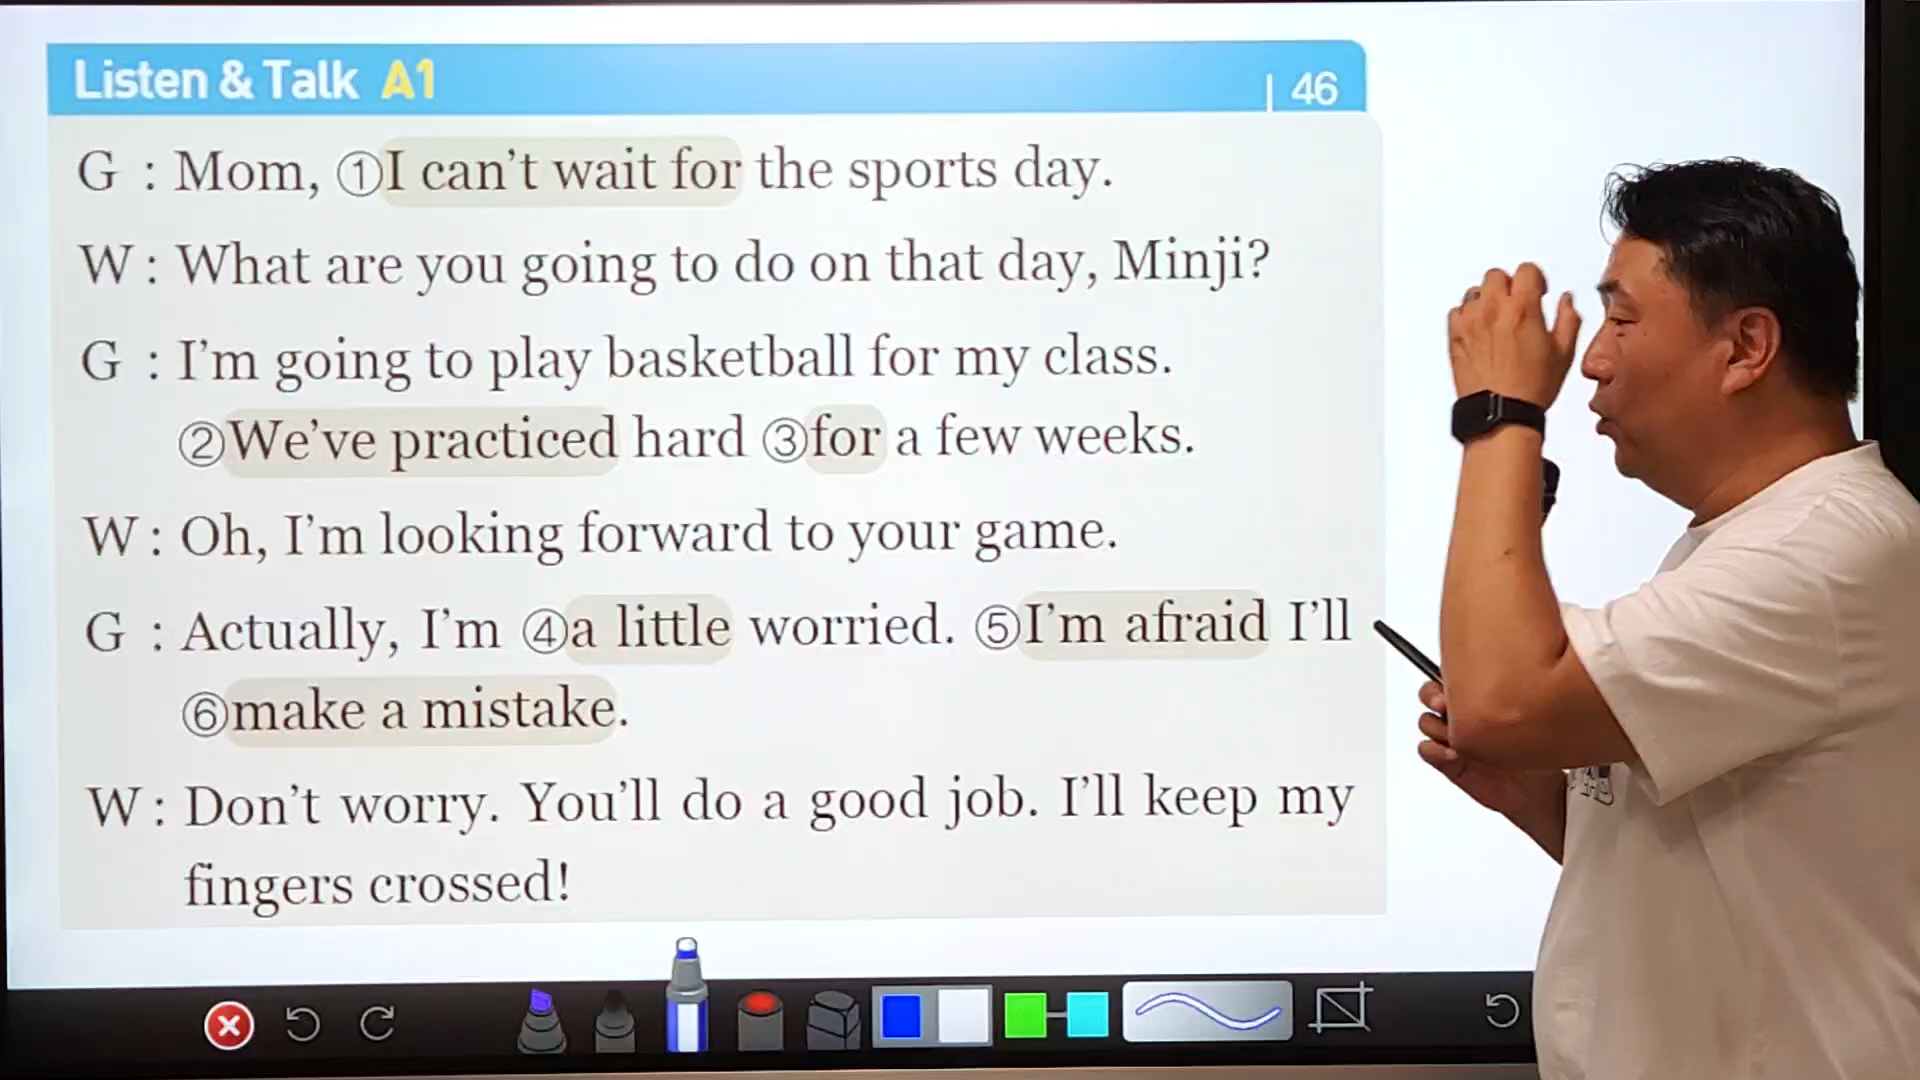 Listen & Talk A1 | 46
G : Mom, ①I can't wait for the sports day.
W : What are you going to do on that day, Minji?
G : I'm going to play basketball for my class.
②We've practiced hard ③for a few weeks.
W : Oh, I'm looking forward to your game.
G : Actually, I'm ④a little worried. ⑤I'm afraid I'll
⑥make a mistake.
W : Don't worry. You'll do a good job. I'll keep my
fingers crossed!